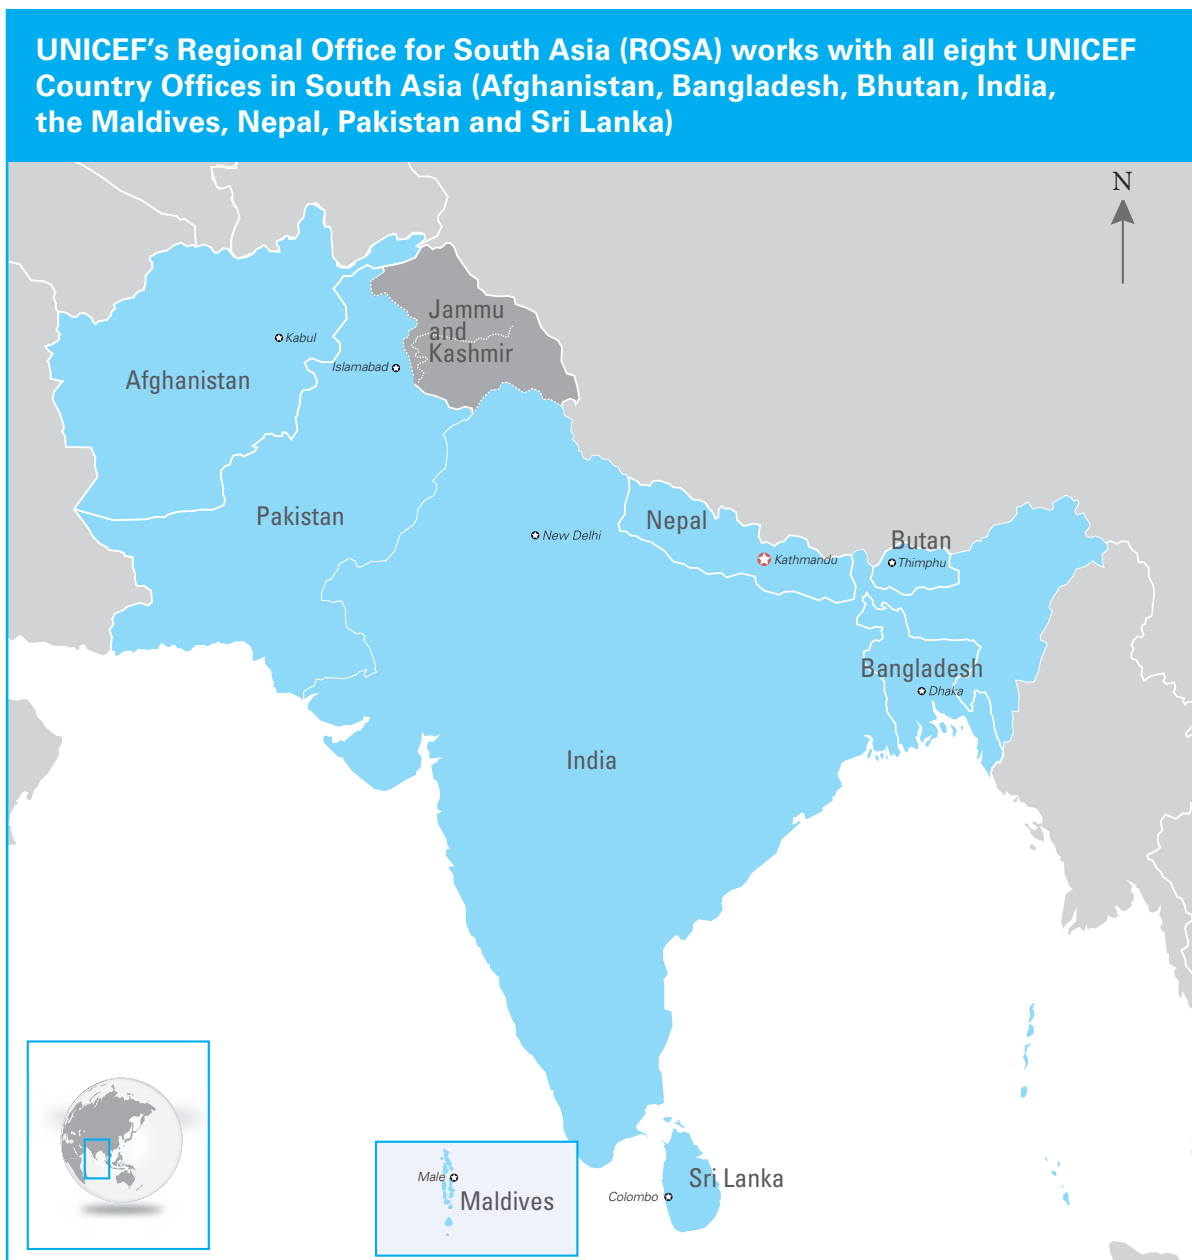 UNICEF’s Regional Office for South Asia (ROSA) works with all eight UNICEF
Country Offices in South Asia (Afghanistan, Bangladesh, Bhutan, India,
the Maldives, Nepal, Pakistan and Sri Lanka)
N
Jammu
and
Kashmir
Kabul
Islamabad
Afghanistan
Pakistan
Nepal
New Delhi
Butan
Kathmandu
Thimphu
Bangladesh
Dhaka
India
Male
Maldives
Sri Lanka
Colombo